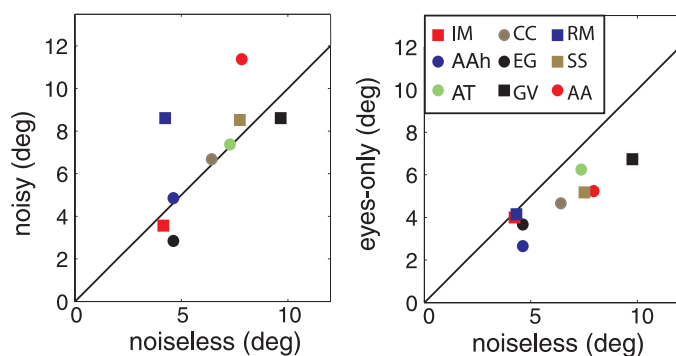 noisy (deg)
12
10
8
6
4
2
0
0 5 10
noiseless (deg)
eyes-only (deg)
12
10
8
6
4
2
0
0 5 10
noiseless (deg)
IM CC RM
AAh EG SS
AT GV AA